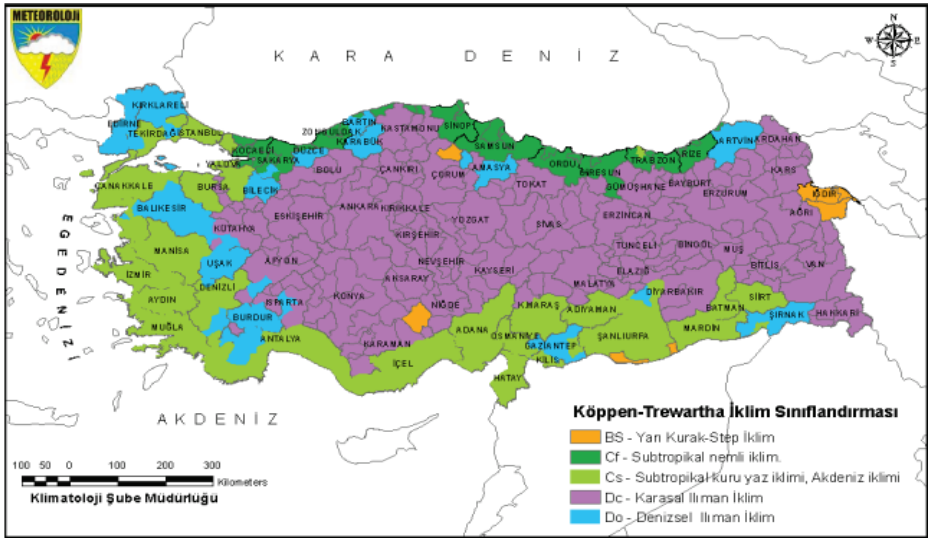 METEOROLOJİ
KARA DENİZ
N
W E
S
KIRKLARELİ
EDİRNE
TEKİRDAĞ
İSTANBUL
BARTIN
ZONGULDAK
KASTAMONU
SİNOP
KARABÜK
SAMSUN
KOCAELİ
DÜZCE
SAKARYA
YALOVA
BOLU
ÇANKIRI
ÇORUM
AMASYA
ORDU
GİRESUN
TRABZON
RİZE
ARTVİN
ARDAHAN
KARS
ÇANAKKALE
BURSA
BİLECİK
TOKAT
GÜMÜŞHANE
BAYBURT
ERZURUM
IĞDIR
AĞRI
BALIKESİR
KÜTAHYA
ESKİŞEHİR
ANKARA
KIRIKKALE
YOZGAT
SİVAS
ERZİNCAN
EGE DENİZİ
KIRŞEHİR
TUNCELİ
BİNGÖL
MUŞ
MANİSA
UŞAK
AFYON
NEVŞEHİR
KAYSERİ
ELAZIĞ
BİTLİS
VAN
İZMİR
DENİZLİ
AKSARAY
MALATYA
AYDIN
ISPARTA
KONYA
NİĞDE
K.MARAŞ
ADIYAMAN
DİYARBAKIR
BATMAN
SİİRT
BURDUR
ŞIRNAK
HAKKARİ
MUĞLA
ANTALYA
KARAMAN
ADANA
OSMANİYE
GAZİANTEP
ŞANLIURFA
MARDİN
İÇEL
KİLİS
HATAY
AKDENİZ
Köppen-Trewartha İklim Sınıflandırması
BS - Yarı Kurak-Step İklim
Cf - Subtropikal nemli iklim.
Cs - Subtropikal kuru yaz iklimi, Akdeniz iklimi
Dc - Karasal Ilıman İklim
Do - Denizsel Ilıman İklim
100 50 0 100 200 300
Kilometers
Klimatoloji Şube Müdürlüğü